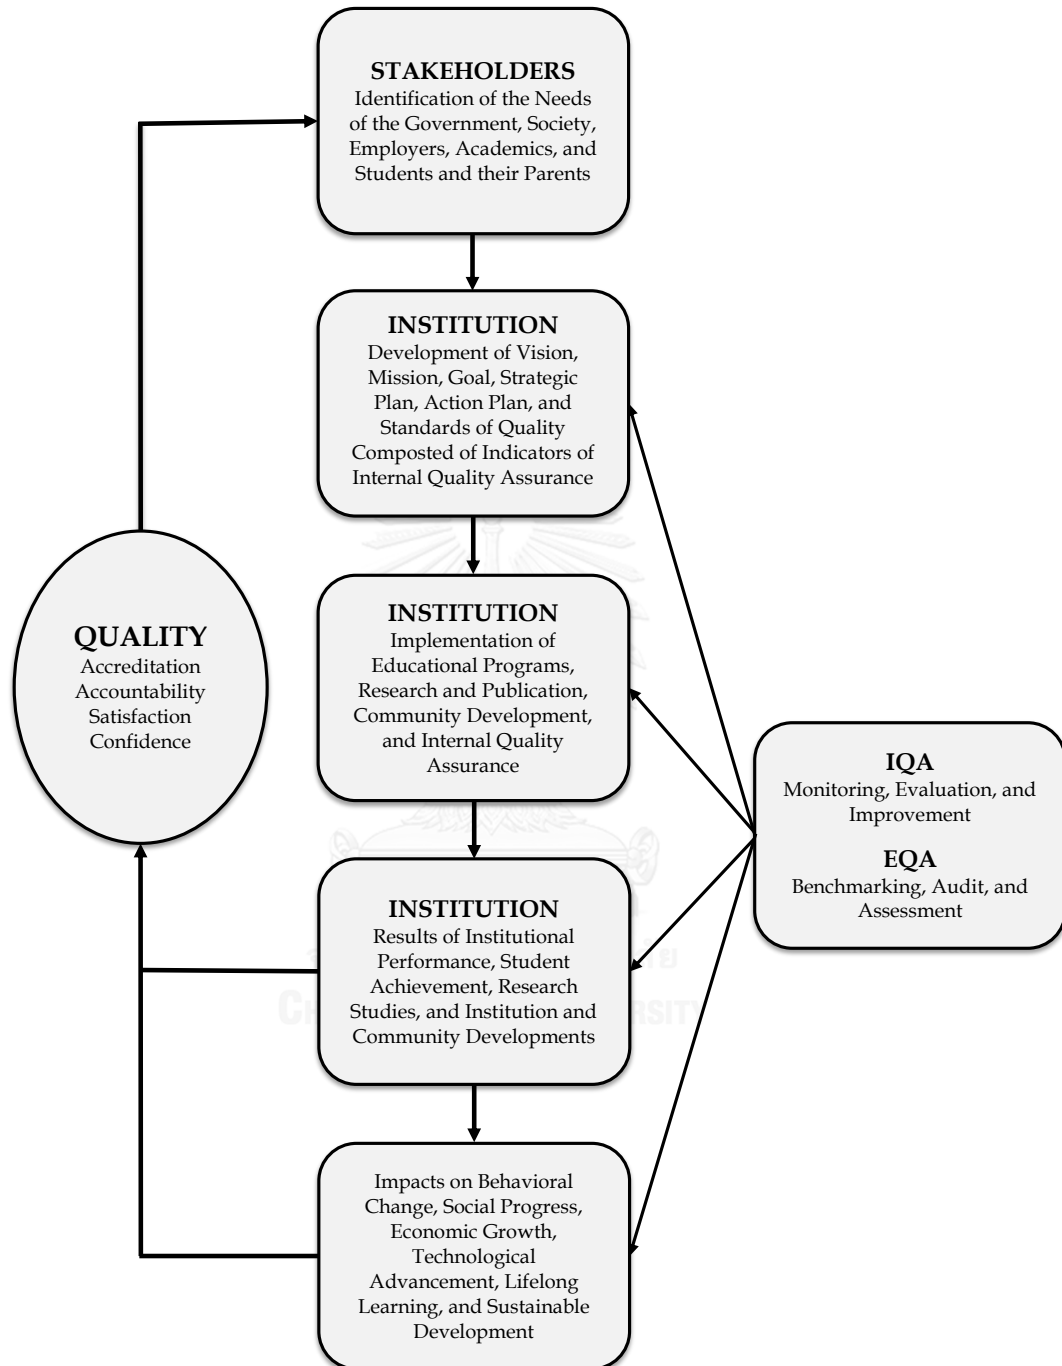 STAKEHOLDERS
Identification of the Needs
of the Government, Society,
Employers, Academics, and
Students and their Parents
INSTITUTION
Development of Vision,
Mission, Goal, Strategic
Plan, Action Plan, and
Standards of Quality
Composted of Indicators of
Internal Quality Assurance
INSTITUTION
Implementation of
Educational Programs,
Research and Publication,
Community Development,
and Internal Quality
Assurance
QUALITY
Accreditation
Accountability
Satisfaction
Confidence
IQA
Monitoring, Evaluation, and
Improvement
EQA
Benchmarking, Audit, and
Assessment
INSTITUTION
Results of Institutional
Performance, Student
Achievement, Research
Studies, and Institution and
Community Developments
Impacts on Behavioral
Change, Social Progress,
Economic Growth,
Technological
Advancement, Lifelong
Learning, and Sustainable
Development